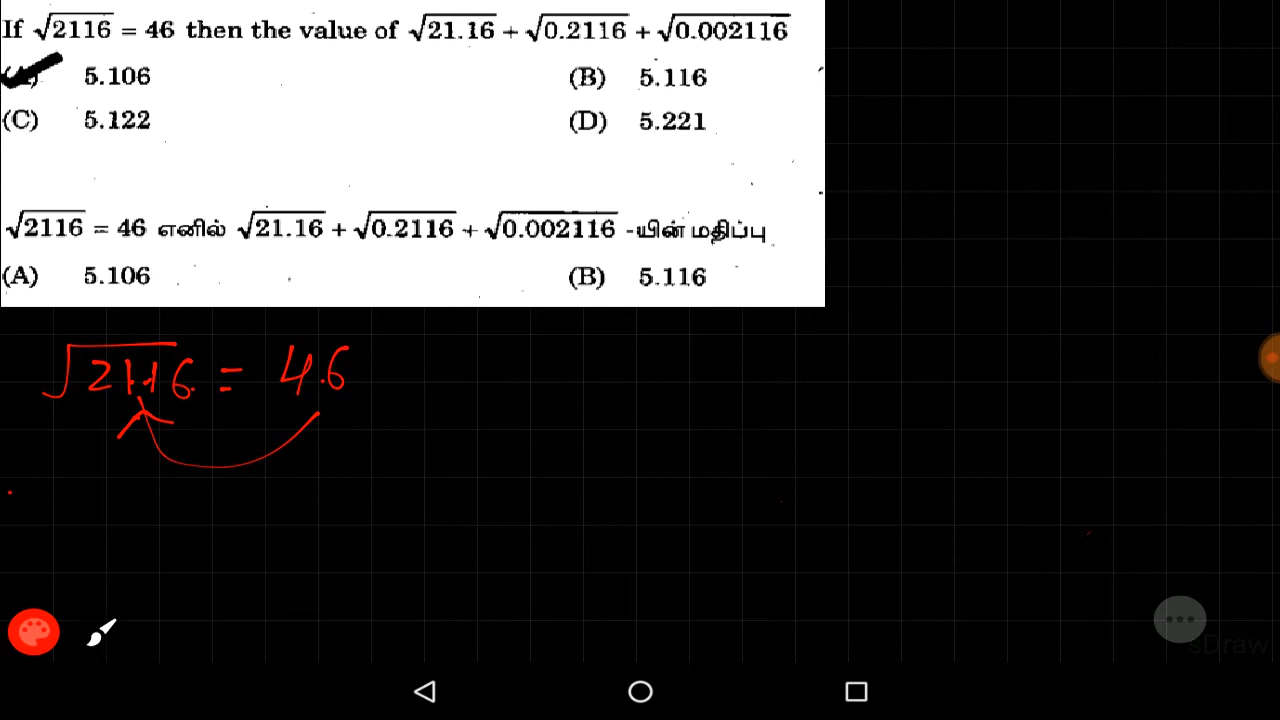 If √2116 = 46 then the value of √21.16 + √0.2116 + √0.002116
(A) 5.106 (B) 5.116
(C) 5.122 (D) 5.221
√2116 = 46 எனில் √21.16 + √0.2116 + √0.002116 -யின் மதிப்பு
(A) 5.106 (B) 5.116
√21.16 = 4.6
sDraw